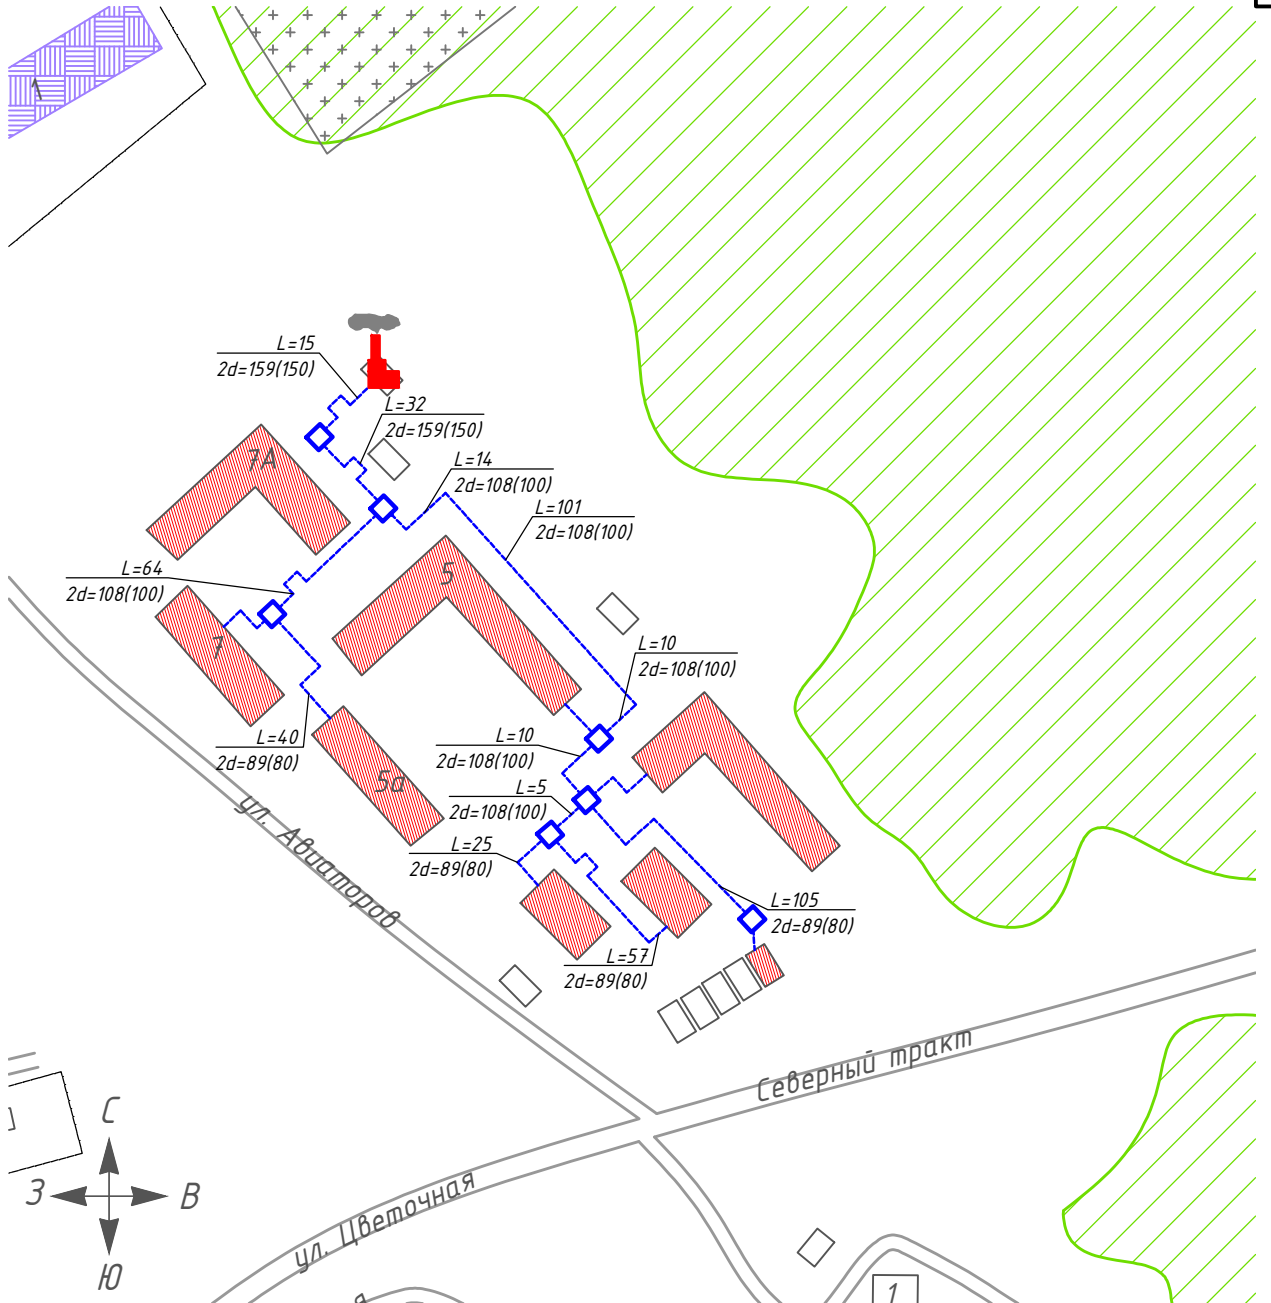 1
L=15
2d=159(150)
L=32
2d=159(150)
7А
L=14
2d=108(100)
L=101
2d=108(100)
L=64
2d=108(100)
5
7
L=10
2d=108(100)
L=40
2d=89(80)
L=10
2d=108(100)
5а
L=5
2d=108(100)
ул. Авиаторов
L=25
2d=89(80)
L=105
2d=89(80)
L=57
2d=89(80)
Северный тракт
С
З
В
Ю
ул. Цветочная
1